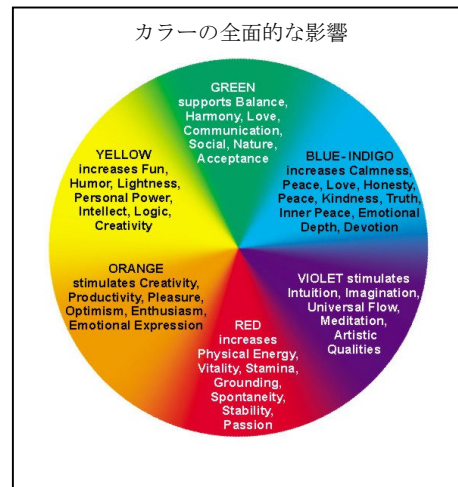 カラーの全面的な影響
GREEN
supports Balance,
Harmony, Love,
Communication,
Social, Nature,
Acceptance
YELLOW
increases Fun,
Humor, Lightness,
Personal Power,
Intellect, Logic,
Creativity
BLUE-INDIGO
increases Calmness,
Peace, Love, Honesty,
Peace, Kindness, Truth,
Inner Peace, Emotional
Depth, Devotion
ORANGE
stimulates Creativity,
Productivity, Pleasure,
Optimism, Enthusiasm,
Emotional Expression
VIOLET stimulates
Intuition, Imagination,
Universal Flow,
Meditation,
Artistic
Qualities
RED
increases
Physical Energy,
Vitality, Stamina,
Grounding,
Spontaneity,
Stability,
Passion